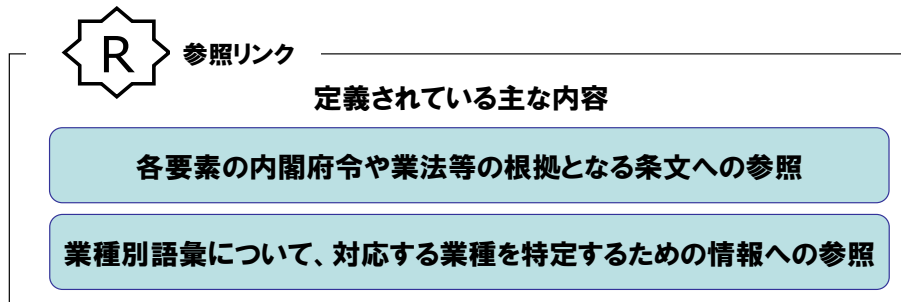 R 参照リンク
定義されている主な内容
各要素の内閣府令や業法等の根拠となる条文への参照
業種別語彙について、対応する業種を特定するための情報への参照